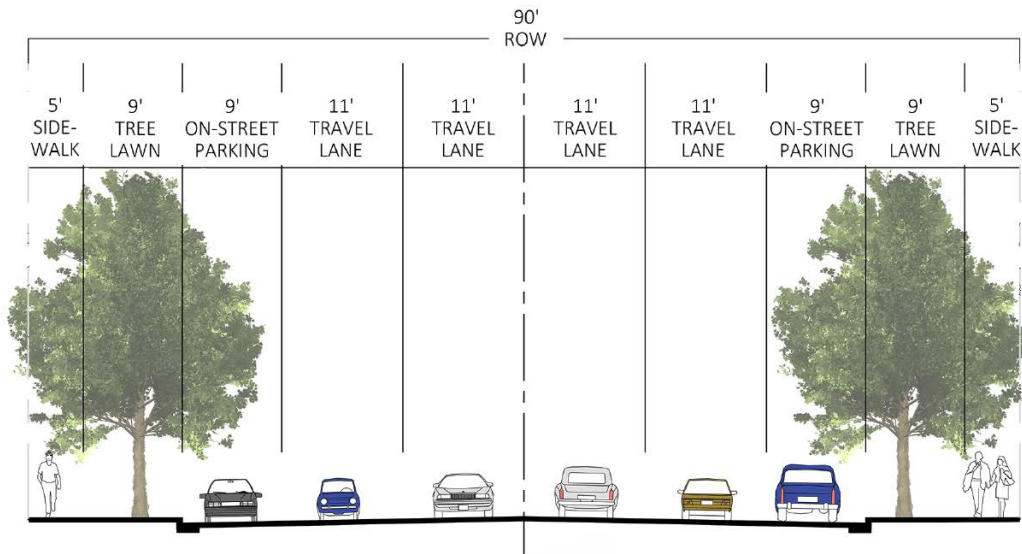 90'
ROW
5'
SIDE-
WALK
9'
TREE
LAWN
9'
ON-STREET
PARKING
11'
TRAVEL
LANE
11'
TRAVEL
LANE
11'
TRAVEL
LANE
11'
TRAVEL
LANE
9'
ON-STREET
PARKING
9'
TREE
LAWN
5'
SIDE-
WALK